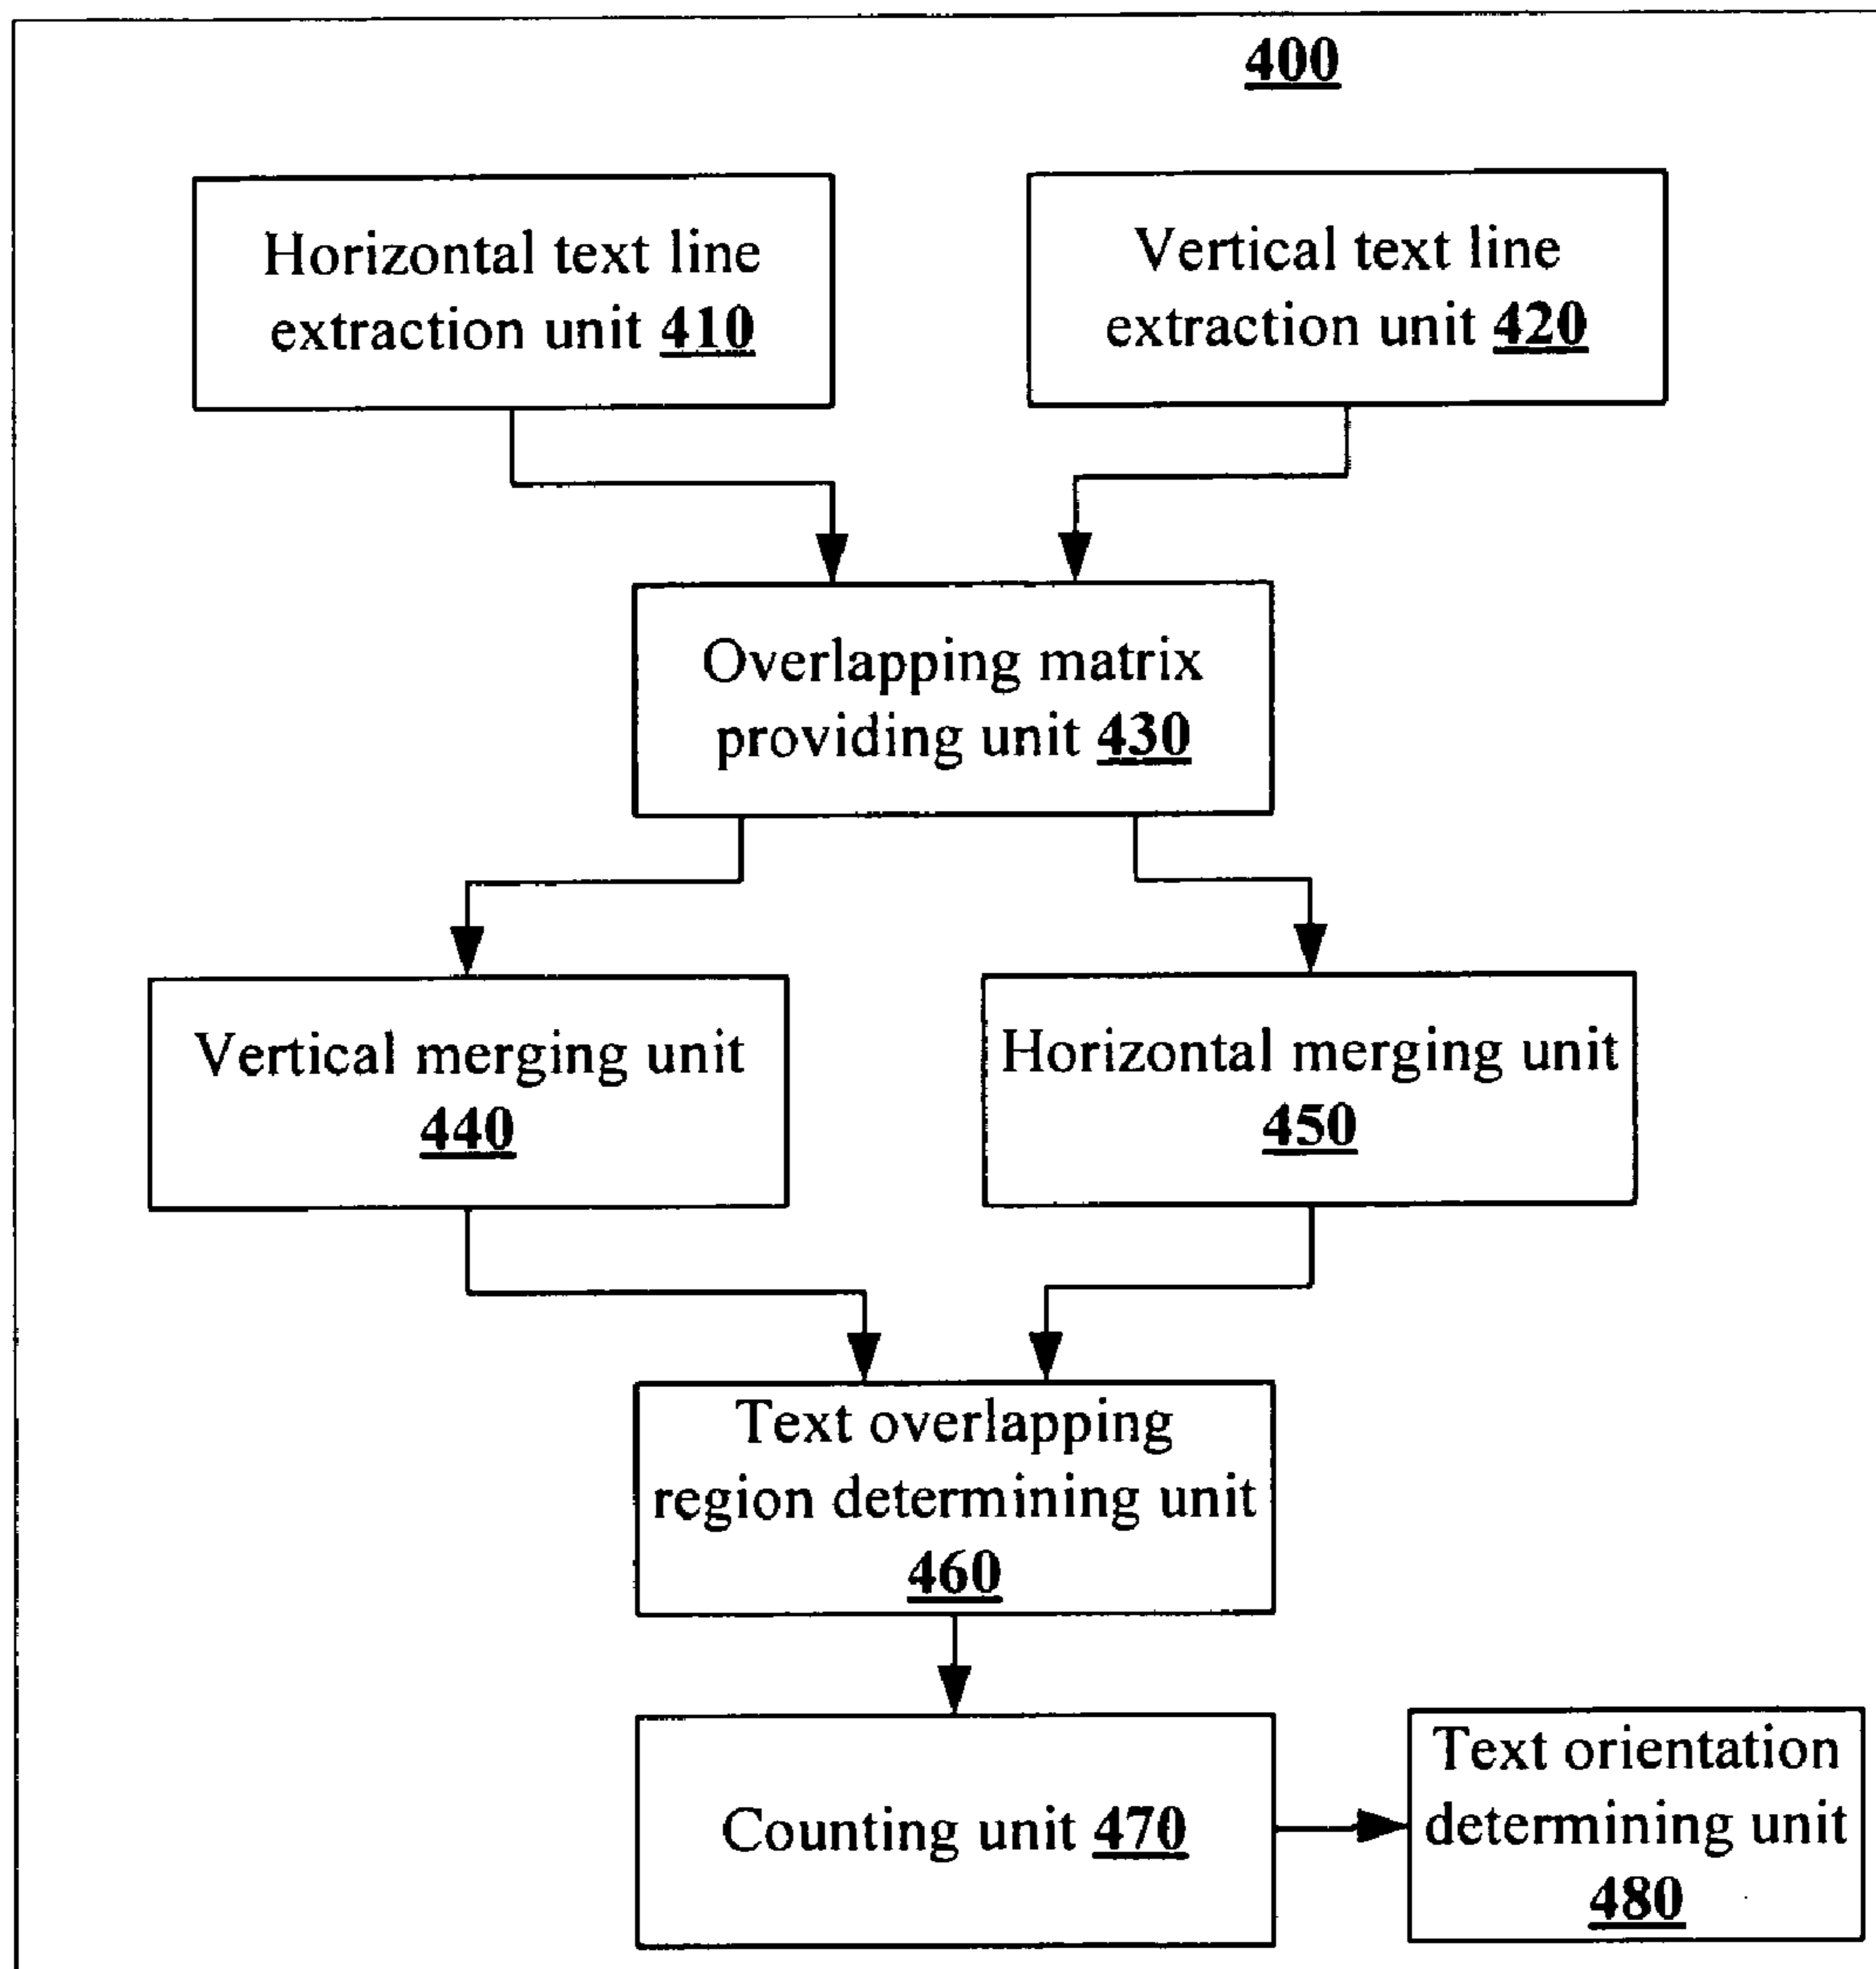 400
Horizontal text line
extraction unit 410
Vertical text line
extraction unit 420
Overlapping matrix
providing unit 430
Vertical merging unit
440
Horizontal merging unit
450
Text overlapping
region determining unit
460
Counting unit 470
Text orientation
determining unit
480